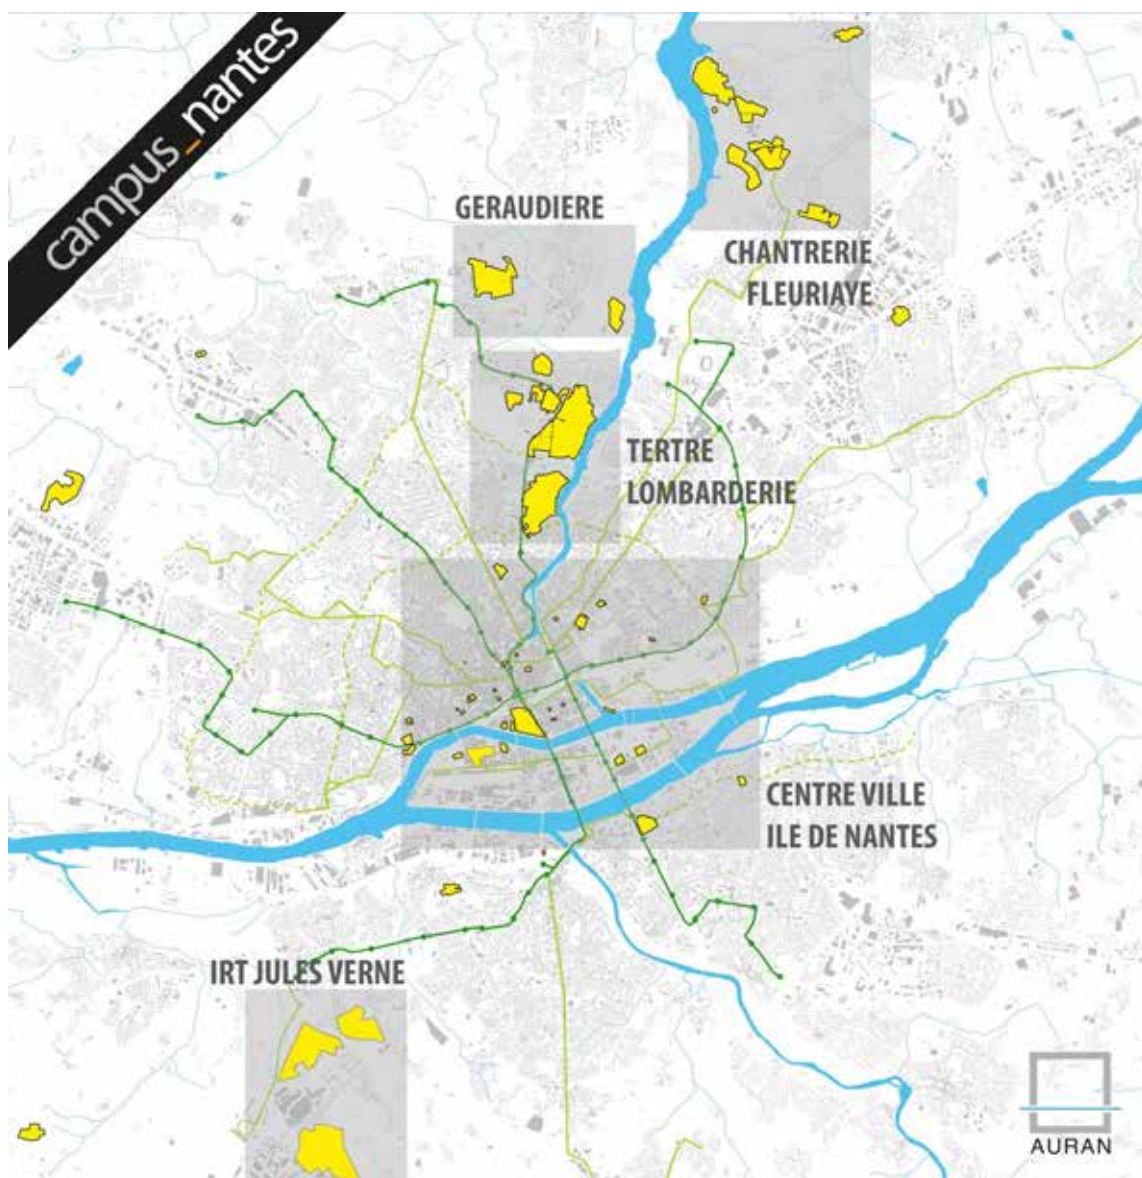 campus_nantes
GERAUDIERE
CHANTRERIE
FLEURIAYE
TERTRE
LOMBARDERIE
CENTRE VILLE
ILE DE NANTES
IRT JULES VERNE
AURAN